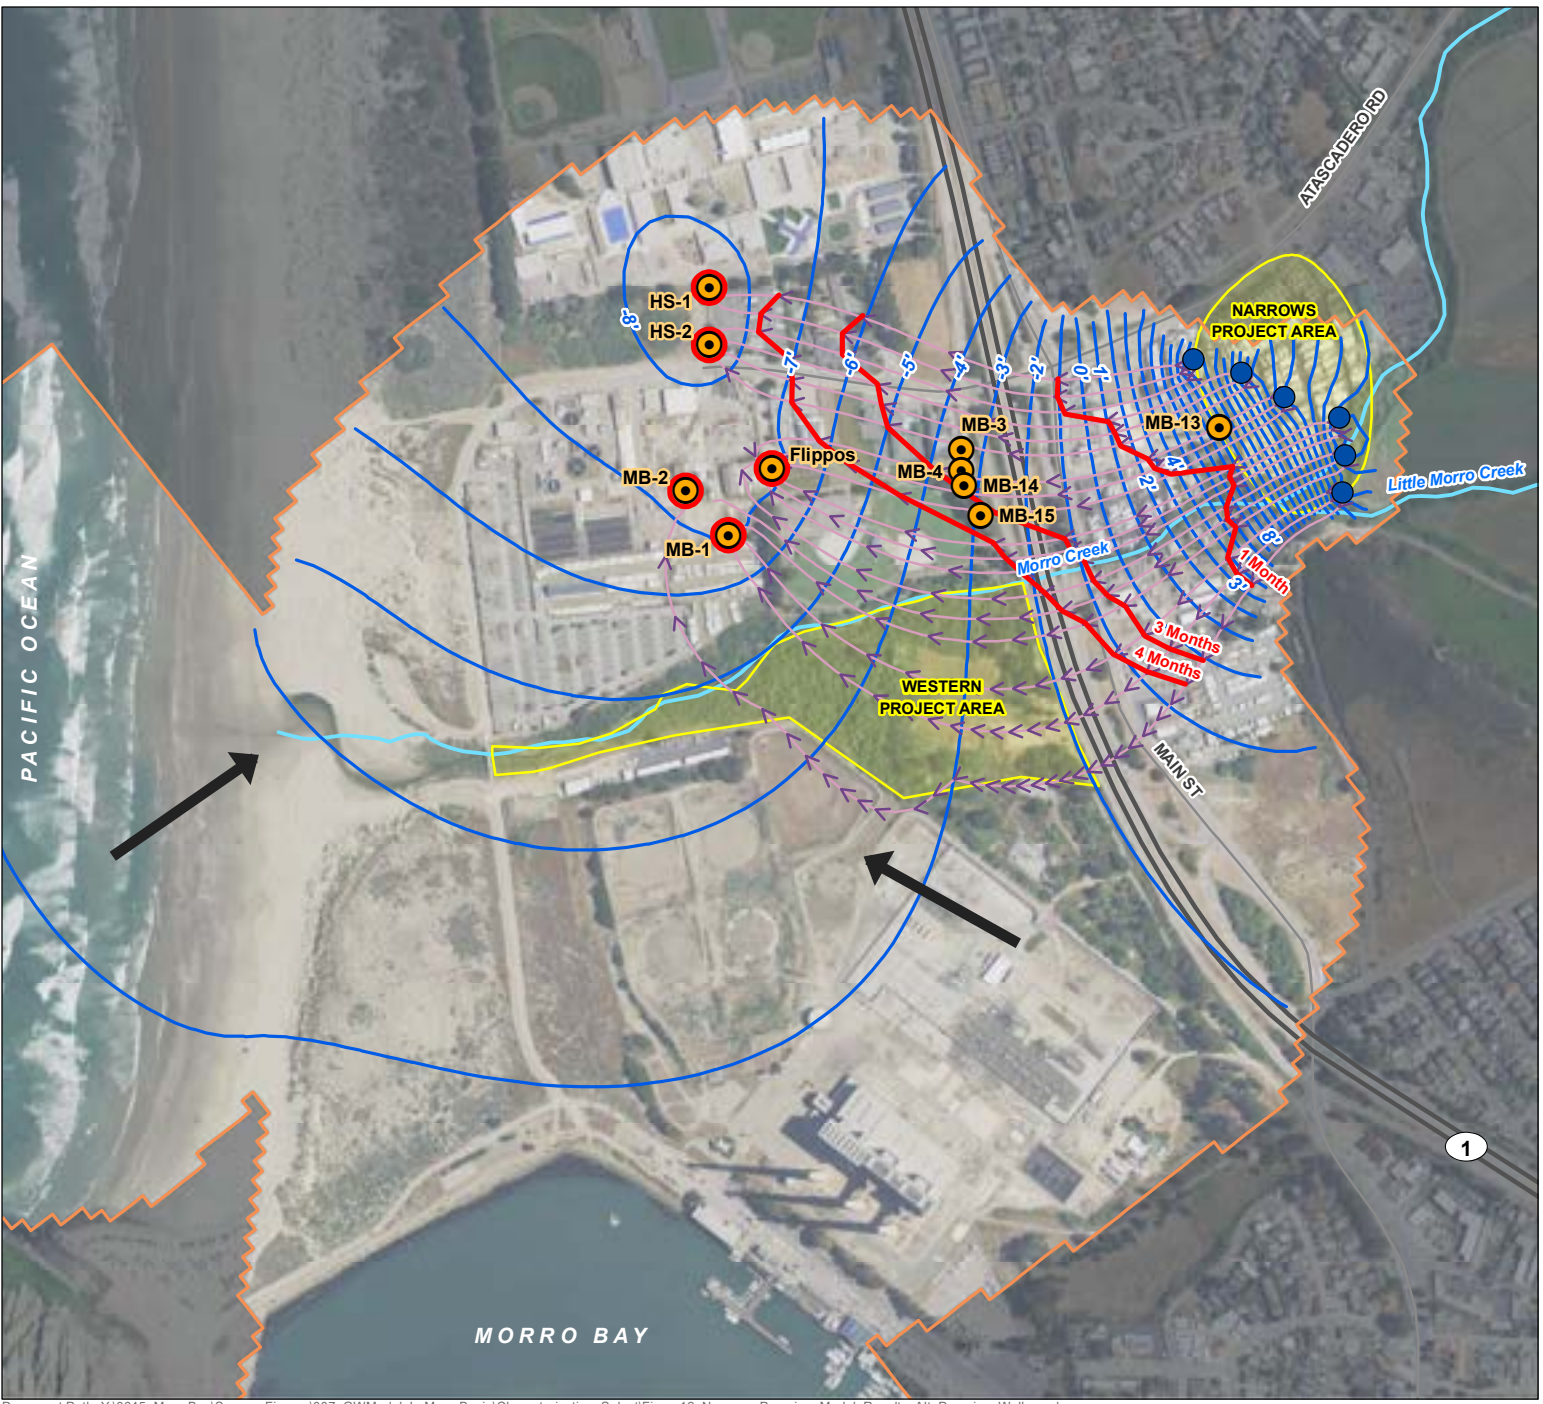 ATASCADERO RD
NARROWS
PROJECT AREA
HS-1
-8'
HS-2
-7'
-6'
-5'
-4'
-3'
-2'
0'
1'
MB-3
MB-13
Flippos
MB-4
MB-2
MB-14
4'
2'
Little Morro Creek
MB-15
MB-1
8'
Morro Creek
1 Month
3'
3 Months
4 Months
WESTERN
PROJECT AREA
PACIFIC OCEAN
MAIN ST
1
MORRO BAY